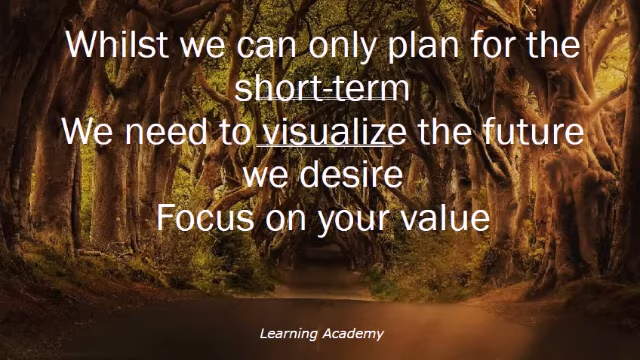 Whilst we can only plan for the
short-term
We need to visualize the future
we desire
Focus on your value
Learning Academy